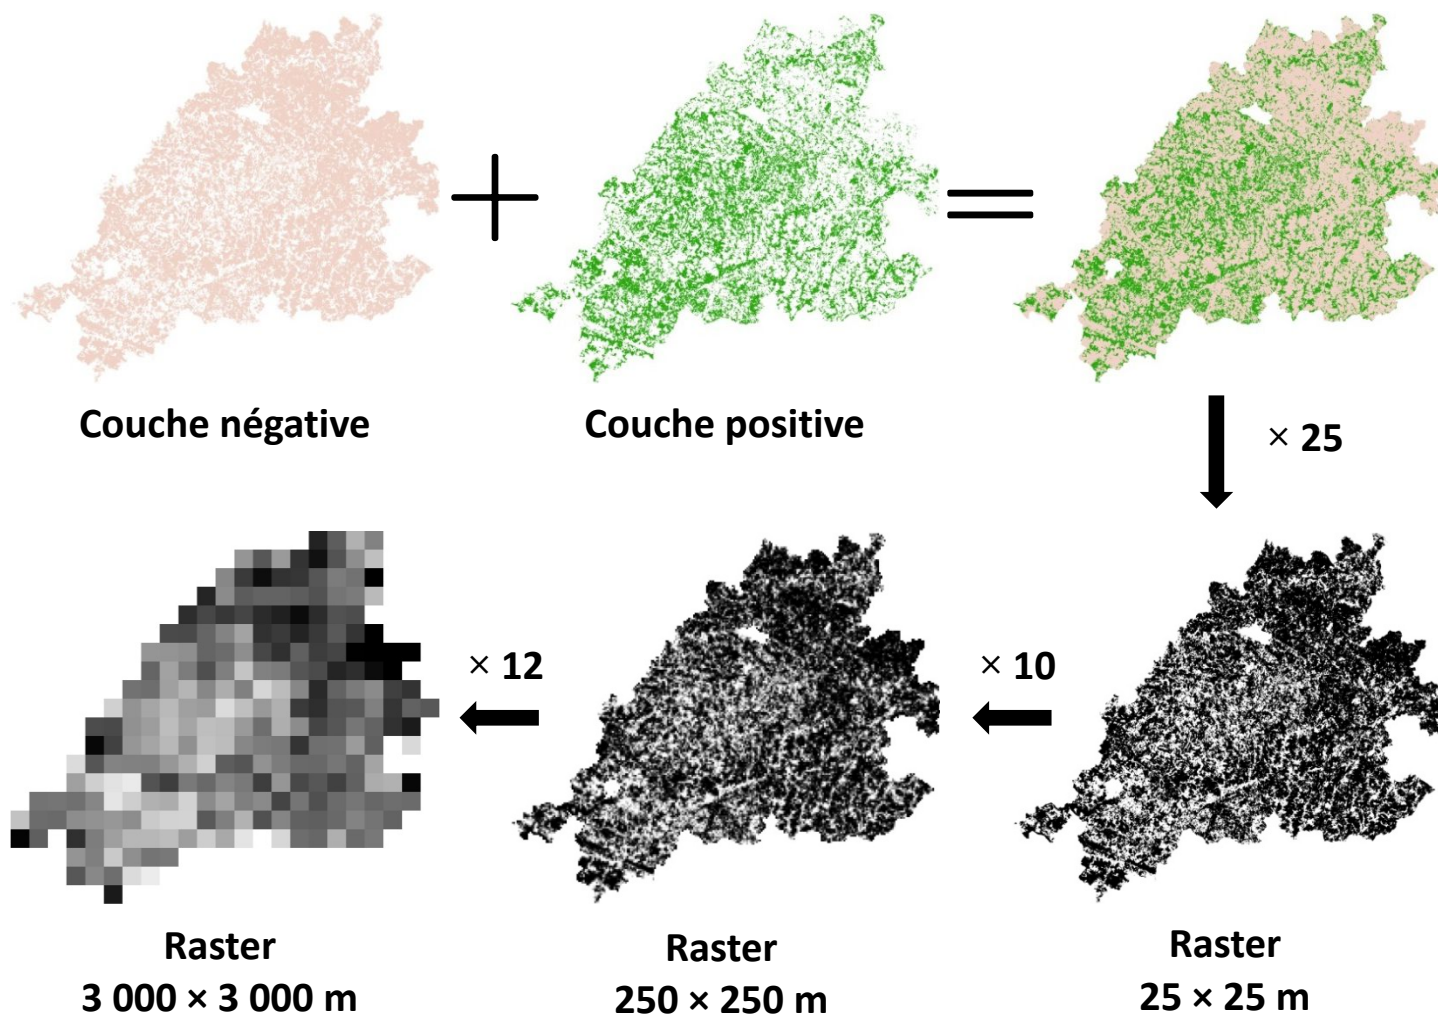 Couche négative
Couche positive
× 25
× 12
× 10
Raster
3 000 × 3 000 m
Raster
250 × 250 m
Raster
25 × 25 m